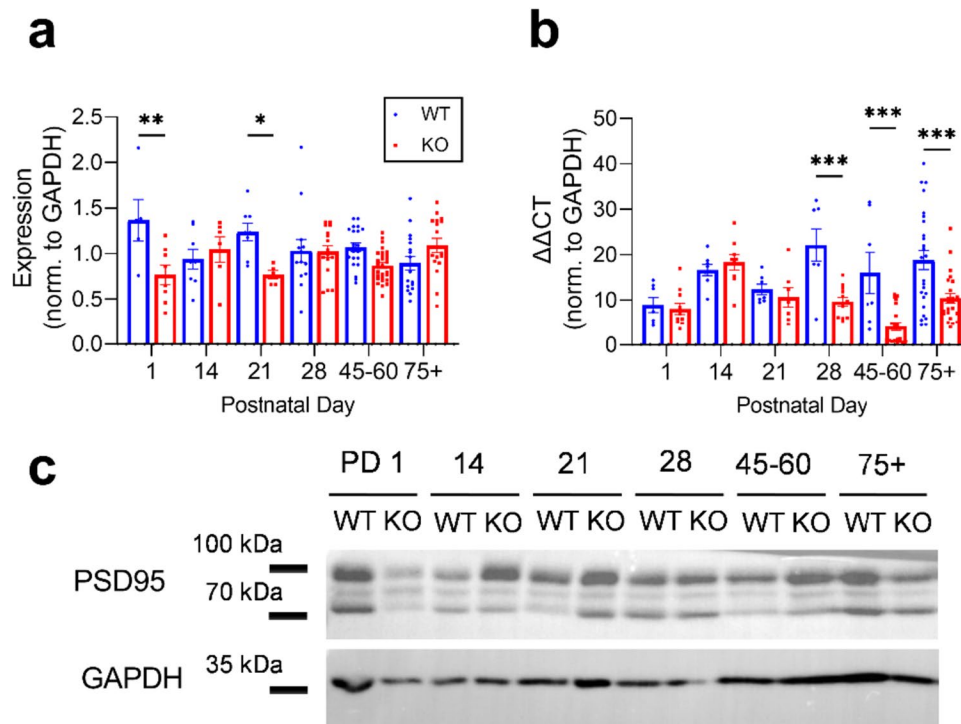 a
Expression
(norm. to GAPDH)
2.5
2.0
1.5
1.0
0.5
0.0
**
*
WT
KO
1 14 21 28 45-60 75+
Postnatal Day
b
ΔΔCT
(norm. to GAPDH)
50
40
30
20
10
0
***
***
***
1 14 21 28 45-60 75+
Postnatal Day
c
PD 1 14 21 28 45-60 75+
WT KO WT KO WT KO WT KO WT KO WT KO
100 kDa
PSD95
70 kDa
35 kDa
GAPDH